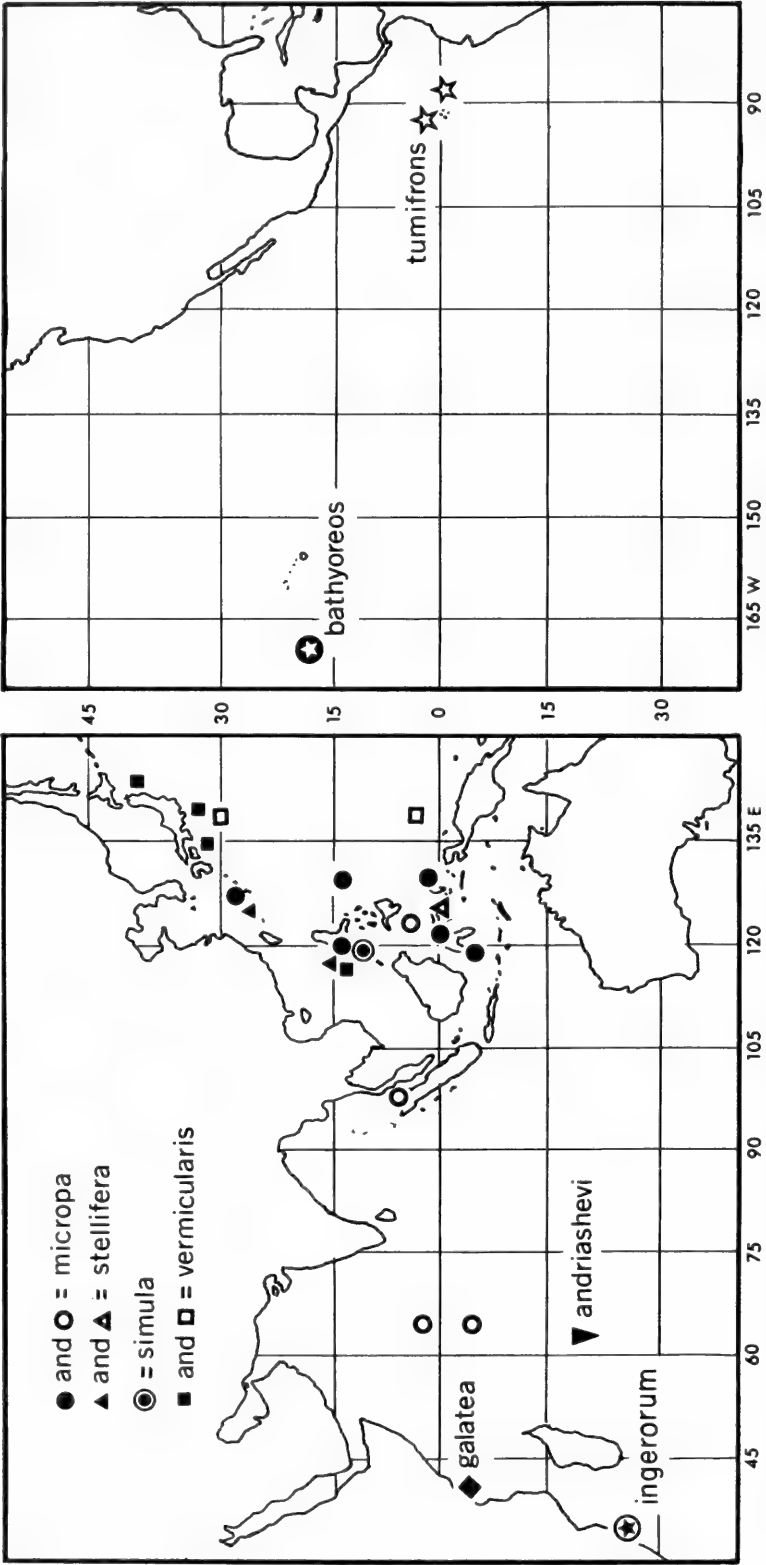 ● and ○ = micropa
▲ and △ = stellifera
◉ = simula
■ and □ = vermicularis
andriashevi
galatea
ingerorum
45
60
75
90
105
120
135 E
45
30
15
0
15
30
bathyoreos
tumifrons
165 W
150
135
120
105
90